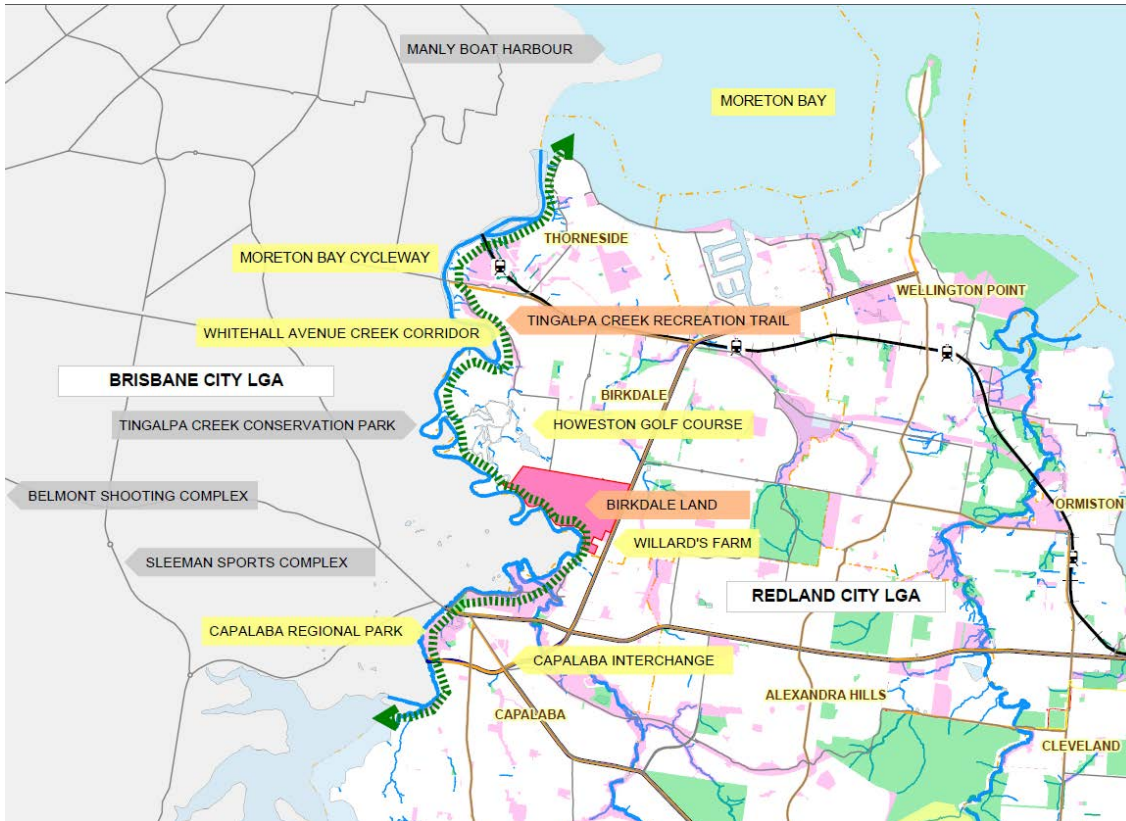 MANLY BOAT HARBOUR
MORETON BAY
THORNESIDE
MORETON BAY CYCLEWAY
WELLINGTON POINT
TINGALPA CREEK RECREATION TRAIL
WHITEHALL AVENUE CREEK CORRIDOR
BRISBANE CITY LGA
BIRKDALE
TINGALPA CREEK CONSERVATION PARK
HOWESTON GOLF COURSE
BELMONT SHOOTING COMPLEX
BIRKDALE LAND
ORMISTON
WILLARD'S FARM
SLEEMAN SPORTS COMPLEX
REDLAND CITY LGA
CAPALABA REGIONAL PARK
CAPALABA INTERCHANGE
ALEXANDRA HILLS
CAPALABA
CLEVELAND